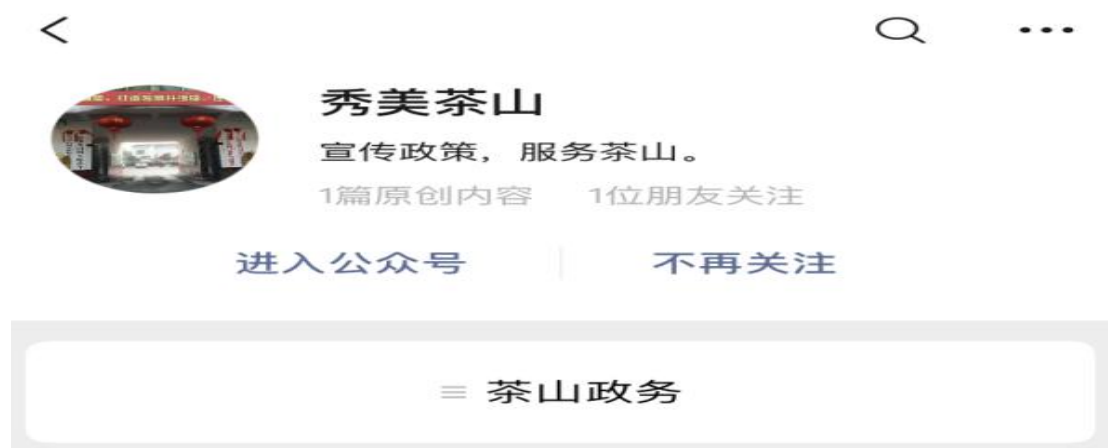 秀美茶山
宣传政策，服务茶山。
1篇原创内容 1位朋友关注
进入公众号 不再关注
茶山政务